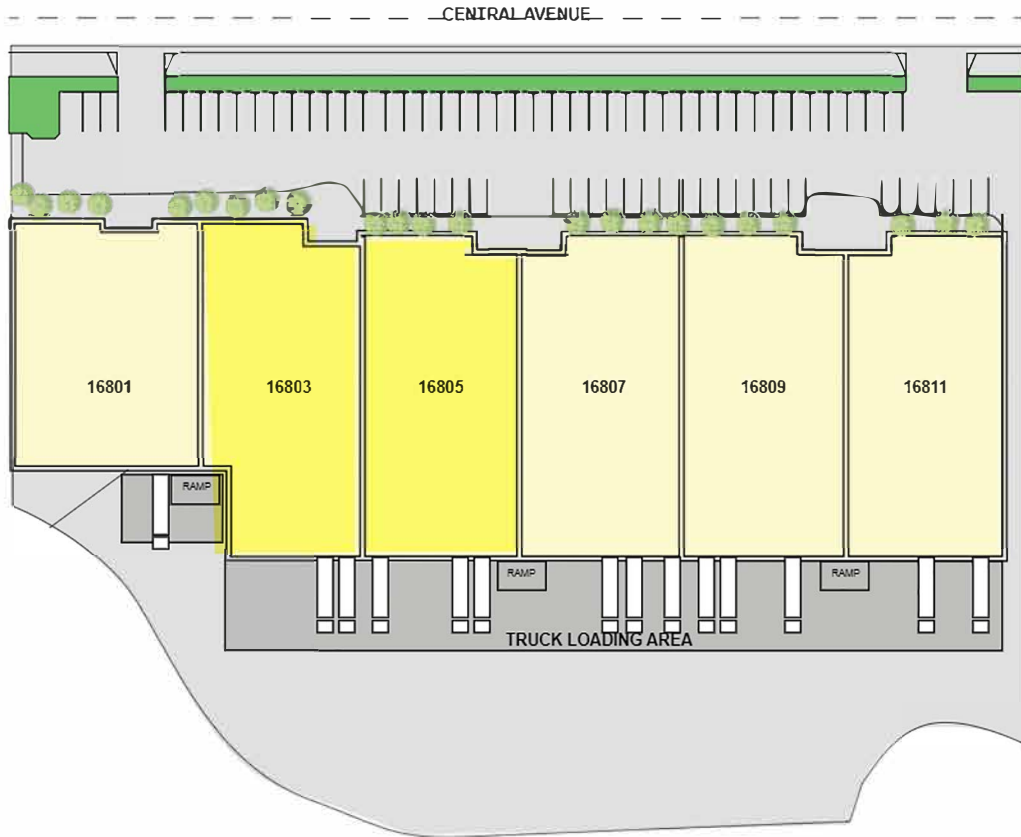 CENTRAL AVENUE
16801
16803
16805
16807
16809
16811
RAMP
RAMP
RAMP
TRUCK LOADING AREA